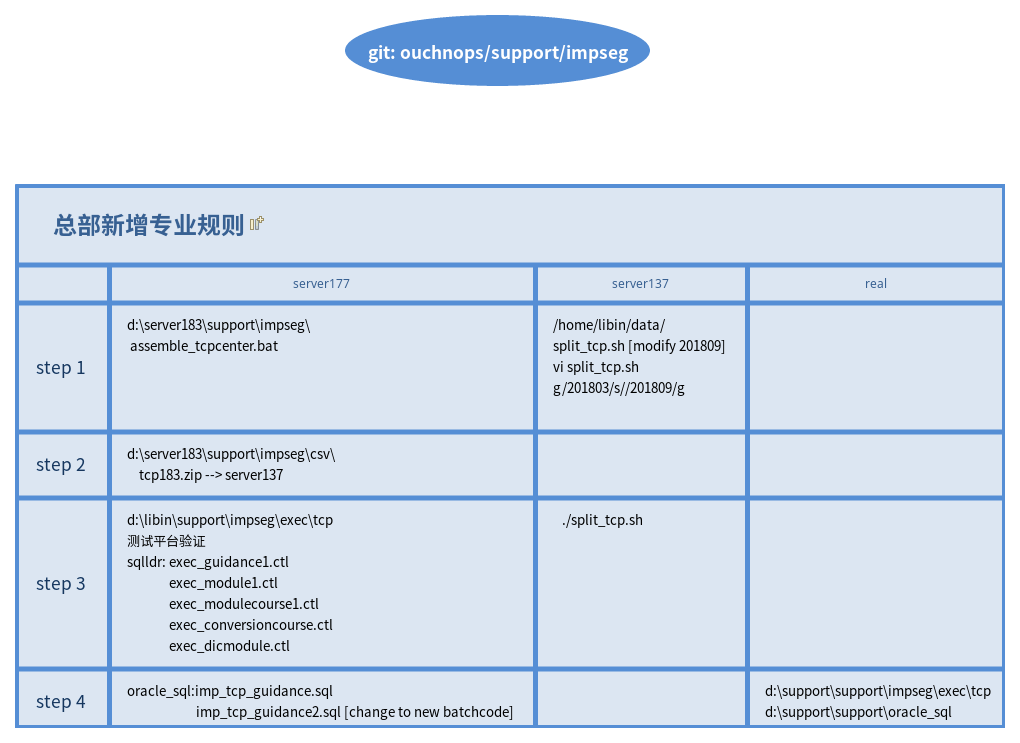 git: ouchnops/support/impseg
总部新增专业规则
server177
server137
real
step 1
d:\server183\support\impseg\
assemble_tcpcenter.bat
/home/libin/data/
split_tcp.sh [modify 201809]
vi split_tcp.sh
g/201803/s//201809/g
step 2
d:\server183\support\impseg\csv\
tcp183.zip --> server137
step 3
d:\libin\support\impseg\exec\tcp
测试平台验证
sqlldr: exec_guidance1.ctl
exec_module1.ctl
exec_modulecourse1.ctl
exec_conversioncourse.ctl
exec_dicmodule.ctl
./split_tcp.sh
step 4
oracle_sql:imp_tcp_guidance.sql
imp_tcp_guidance2.sql [change to new batchcode]
d:\support\support\impseg\exec\tcp
d:\support\support\oracle_sql